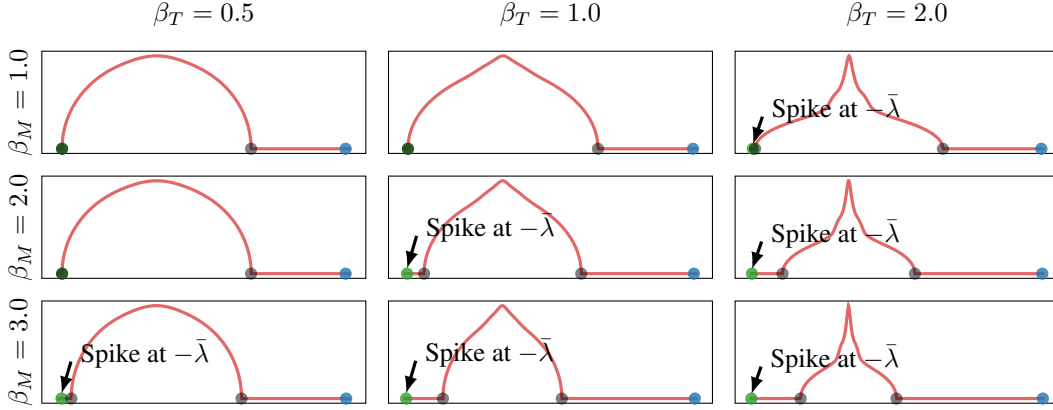 β_T = 0.5
β_T = 1.0
β_T = 2.0
β_M = 1.0
Spike at −λ̄
β_M = 2.0
Spike at −λ̄
Spike at −λ̄
β_M = 3.0
Spike at −λ̄
Spike at −λ̄
Spike at −λ̄